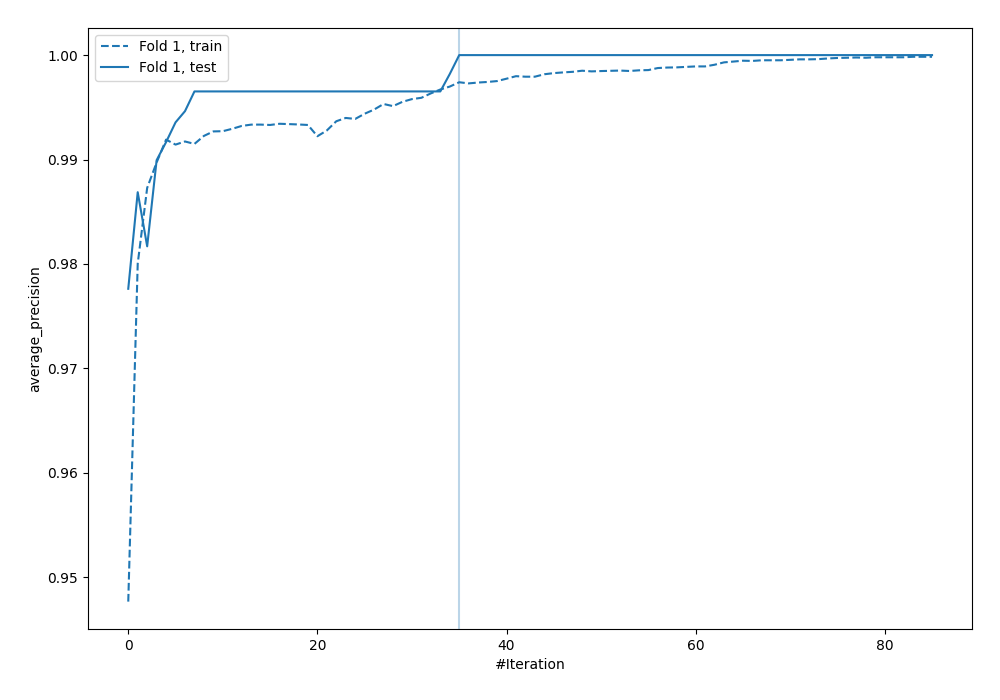 Fold 1, train
Fold 1, test
1.00
0.99
0.98
0.97
0.96
0.95
average_precision
0
20
40
60
80
#Iteration